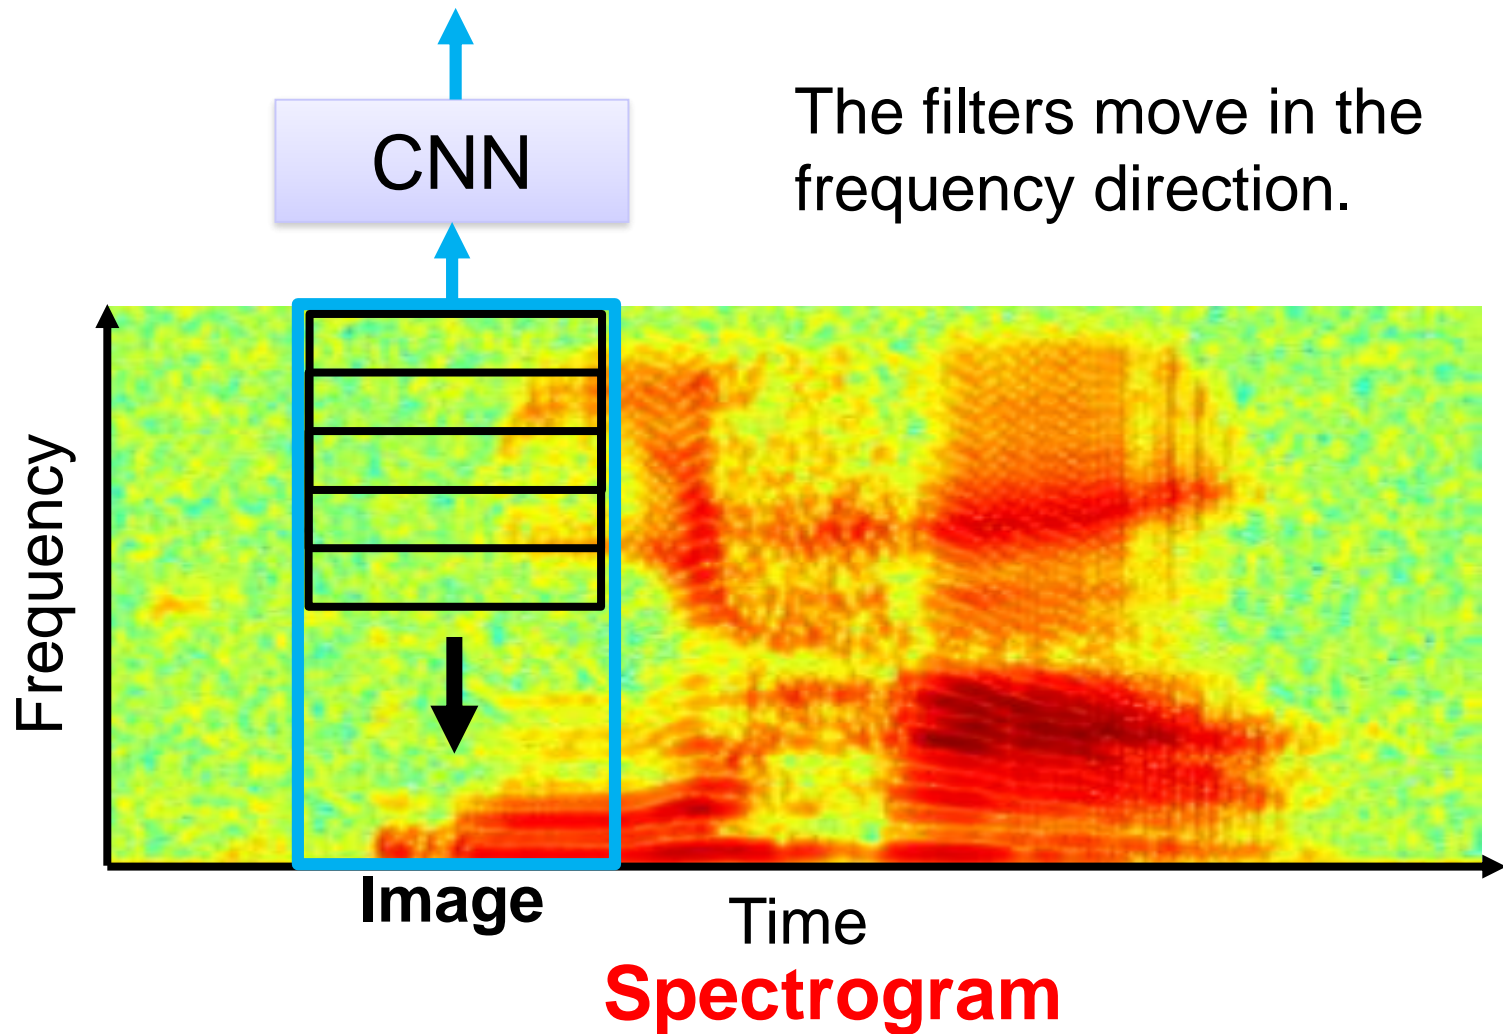 CNN
The filters move in the
frequency direction.
Frequency
Image
Time
Spectrogram